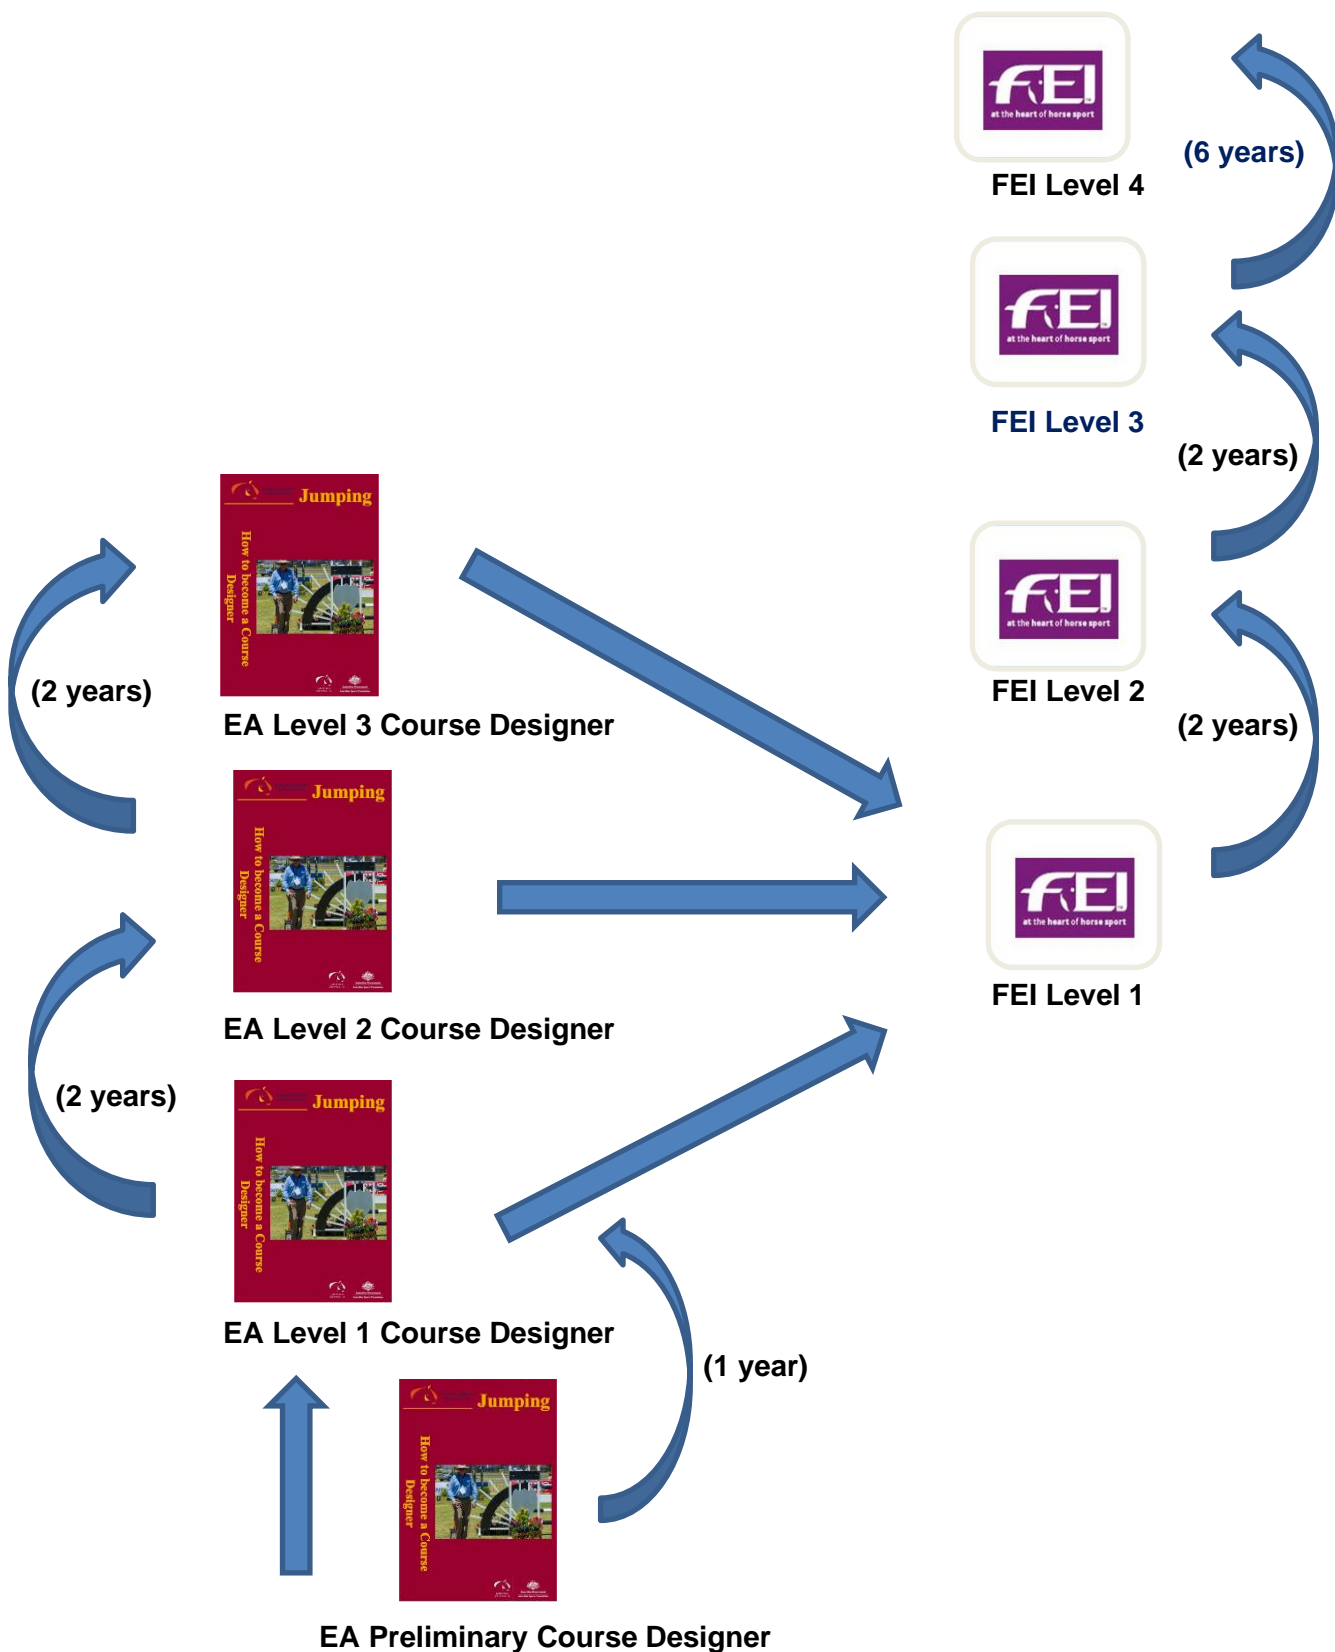 FEI
at the heart of horse sport
(6 years)
FEI Level 4
FEI
at the heart of horse sport
FEI Level 3
(2 years)
Jumping
How to become a Course
Designer
FEI
at the heart of horse sport
(2 years)
FEI Level 2
EA Level 3 Course Designer
(2 years)
Jumping
How to become a Course
Designer
FEI
at the heart of horse sport
FEI Level 1
EA Level 2 Course Designer
(2 years)
Jumping
How to become a Course
Designer
EA Level 1 Course Designer
(1 year)
Jumping
How to become a Course
Designer
EA Preliminary Course Designer